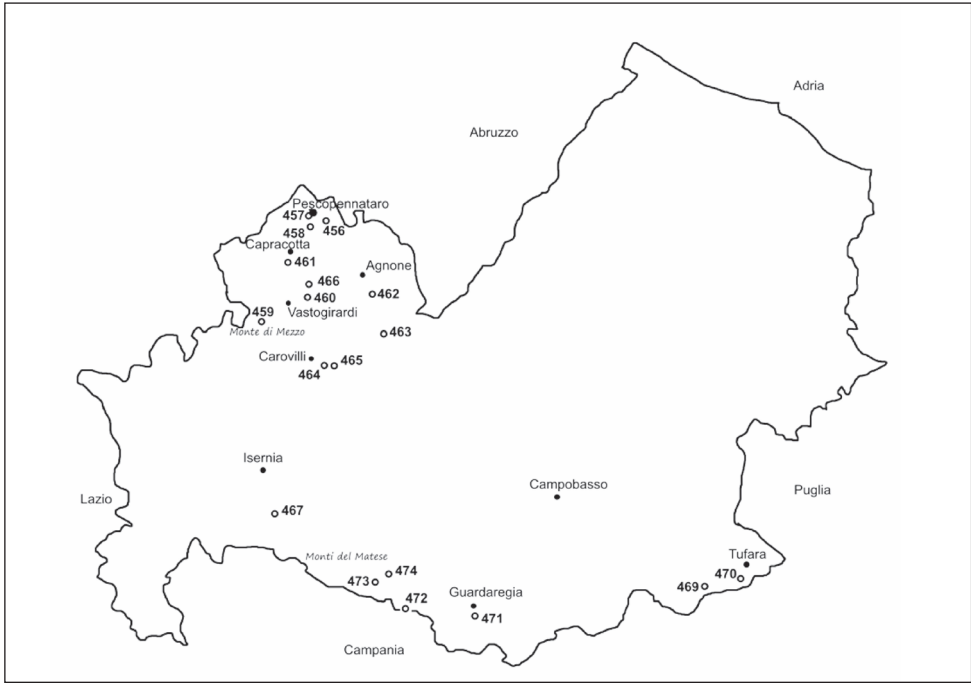 Adria
Abruzzo
Pescopennataro
457
456
458
Capracotta
461
Agnone
466
462
460
Vastogirardi
459
Monte di Mezzo
463
Carovilli
465
464
Isernia
Campobasso
Lazio
Puglia
467
Monti del Matese
Tufara
474
473
470
469
472
Guardaregia
471
Campania